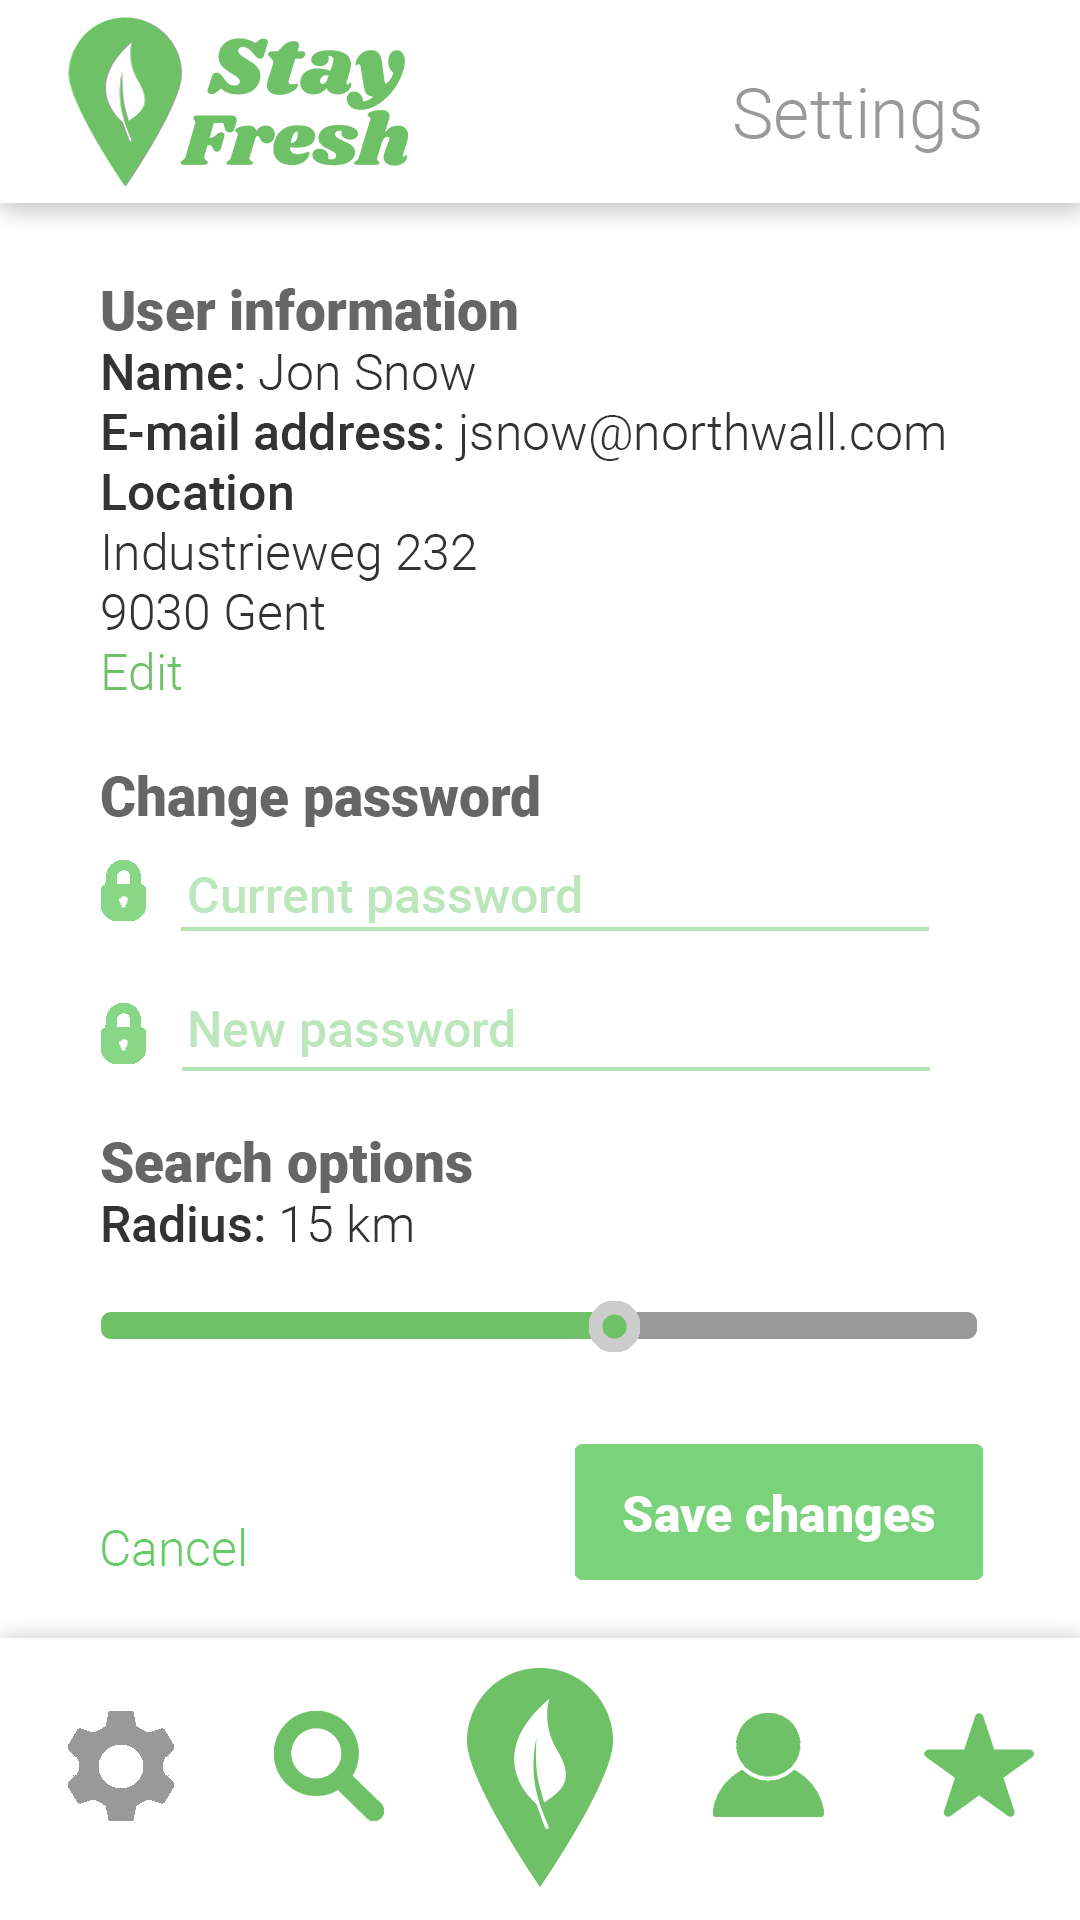 Stay
Fresh
Settings
User information
Name: Jon Snow
E-mail address: jsnow@northwall.com
Location
Industrieweg 232
9030 Gent
Edit
Change password
Current password
New password
Search options
Radius: 15 km
Cancel
Save changes